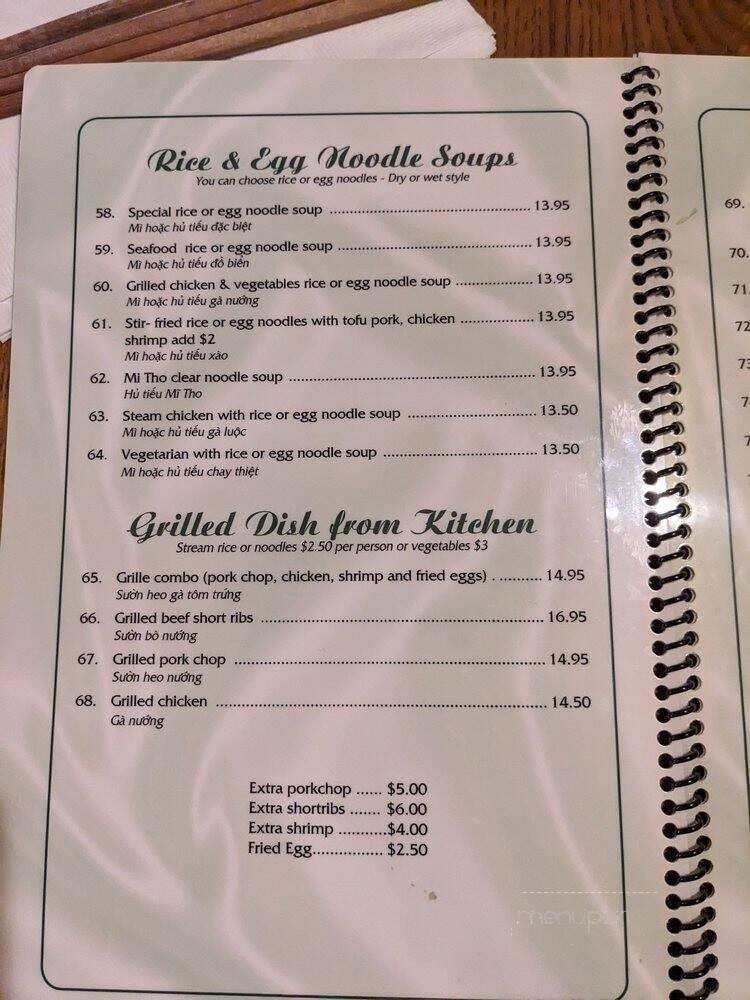 Rice & Egg Noodle Soups
You can choose rice or egg noodles - Dry or wet style
58. Special rice or egg noodle soup ........ 13.95
Mì hoặc hủ tiếu đặc biệt
59. Seafood rice or egg noodle soup ........ 13.95
Mì hoặc hủ tiếu đồ biển
60. Grilled chicken & vegetables rice or egg noodle soup ........ 13.95
Mì hoặc hủ tiếu gà nướng
61. Stir- fried rice or egg noodles with tofu pork, chicken ........ 13.95
shrimp add $2
Mì hoặc hủ tiếu xào
62. Mi Tho clear noodle soup ........ 13.95
Hủ tiếu Mĩ Tho
63. Steam chicken with rice or egg noodle soup ........ 13.50
Mì hoặc hủ tiếu gà luộc
64. Vegetarian with rice or egg noodle soup ........ 13.50
Mì hoặc hủ tiếu chay thiệt
Grilled Dish from Kitchen
Stream rice or noodles $2.50 per person or vegetables $3
65. Grille combo (pork chop, chicken, shrimp and fried eggs) . .......... 14.95
Sườn heo gà tôm trứng
66. Grilled beef short ribs ........ 16.95
Sườn bò nướng
67. Grilled pork chop ........ 14.95
Sườn heo nướng
68. Grilled chicken ........ 14.50
Gà nướng
Extra porkchop ...... $5.00
Extra shortribs ....... $6.00
Extra shrimp ...........$4.00
Fried Egg................ $2.50
69.
70.
71.
72